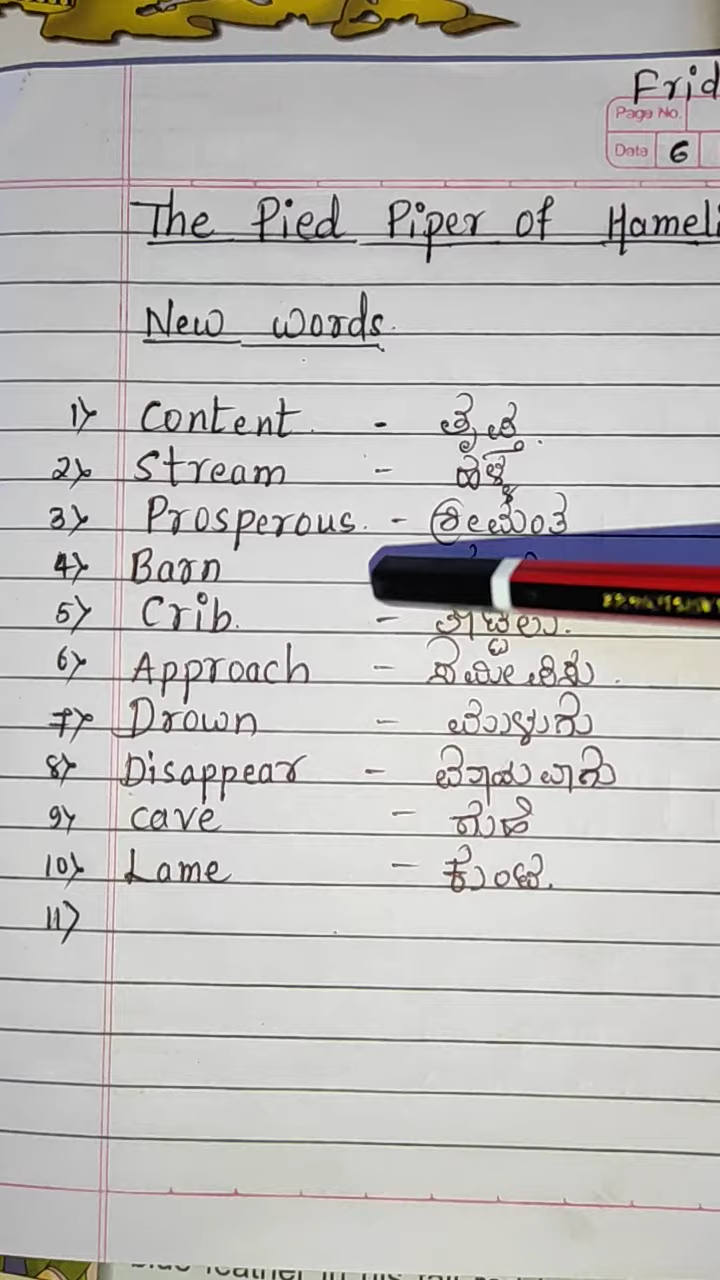 Frid
Page No.
Date 6
The Pied Piper of Hameli
New words.
1) Content - ತೃಪ್ತ.
2) Stream - ಹಳ್ಳ
3) Prosperous. - ಶ್ರೀಮಂತ
4) Barn
5) Crib. - ತೊಟ್ಟಿಲು.
6) Approach - ಸಮೀಪಿಸು.
7) Drown - ಮುಳುಗು
8) Disappear - ಮಾಯವಾಗು
9) cave - ಗುಹೆ
10) Lame - ಕುಂಟ.
11)